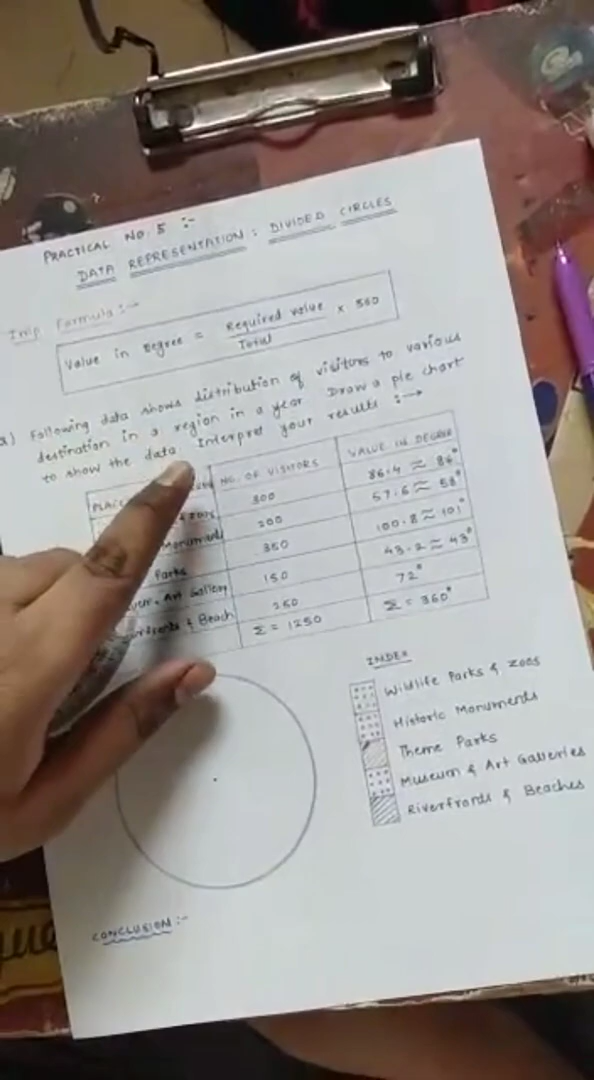 PRACTICAL NO. 5 :-
DATA REPRESENTATION : DIVIDED CIRCLES
Imp Formula :→
Value in Degree = Required value / Total × 360
a) Following data shows distribution of visitors to various
destination in a region in a year. Draw a pie chart
to show the data. Interpret your results :→
NO. OF VISITORS VALUE IN DEGREE
300 86.4 ≈ 86°
200 57.6 ≈ 58°
Monument 350 100.8 ≈ 101°
Parks 150 43.2 ≈ 43°
Art Gallery 250 72°
& Beach Σ = 1250 Σ = 360°
INDEX
Wildlife Parks & Zoos
Historic Monuments
Theme Parks
Museum & Art Galleries
Riverfronts & Beaches
CONCLUSION :-